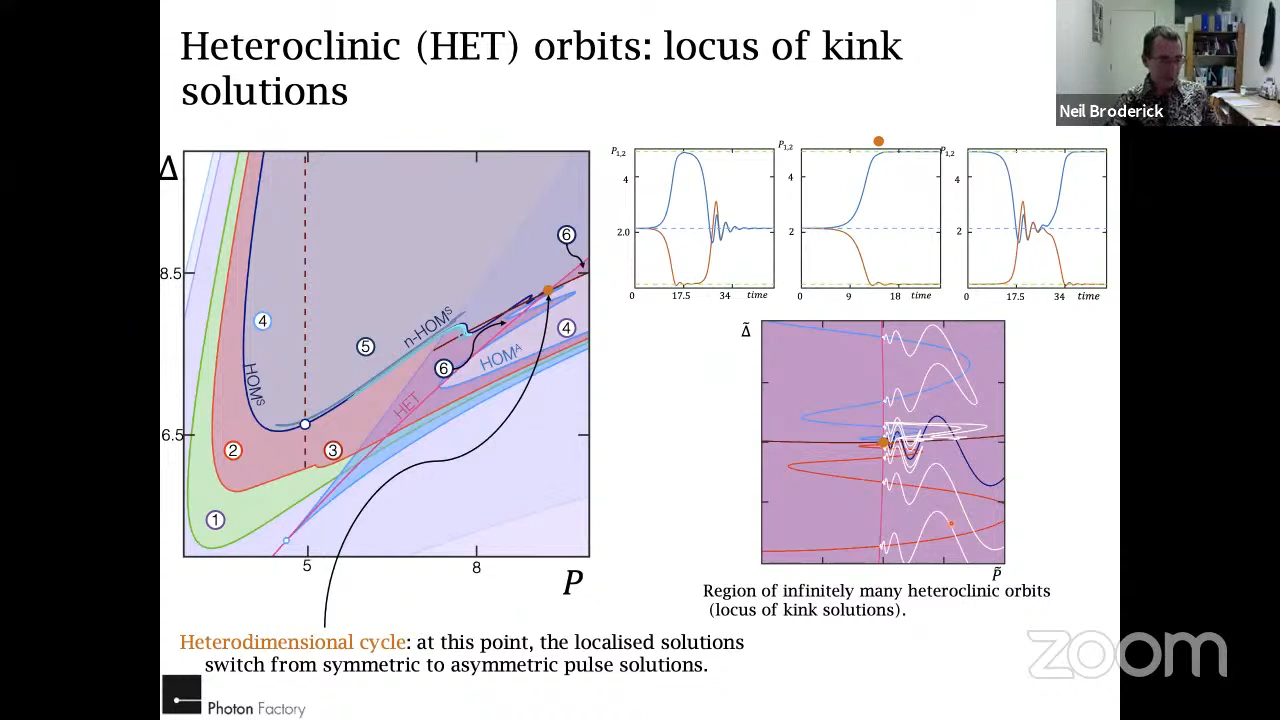 Heteroclinic (HET) orbits: locus of kink
solutions
Neil Broderick
Δ
8.5
6.5
5
8
P
1
2
3
4
5
6
6
4
HOMS
n-HOMS
HOMA
HET
P1,2
4
2.0
0
17.5
34
time
P1,2
4
2
0
9
18
time
P1,2
4
2
0
17.5
34
time
Δ̃
P̃
Region of infinitely many heteroclinic orbits
(locus of kink solutions).
Heterodimensional cycle: at this point, the localised solutions
switch from symmetric to asymmetric pulse solutions.
Photon Factory
zoom